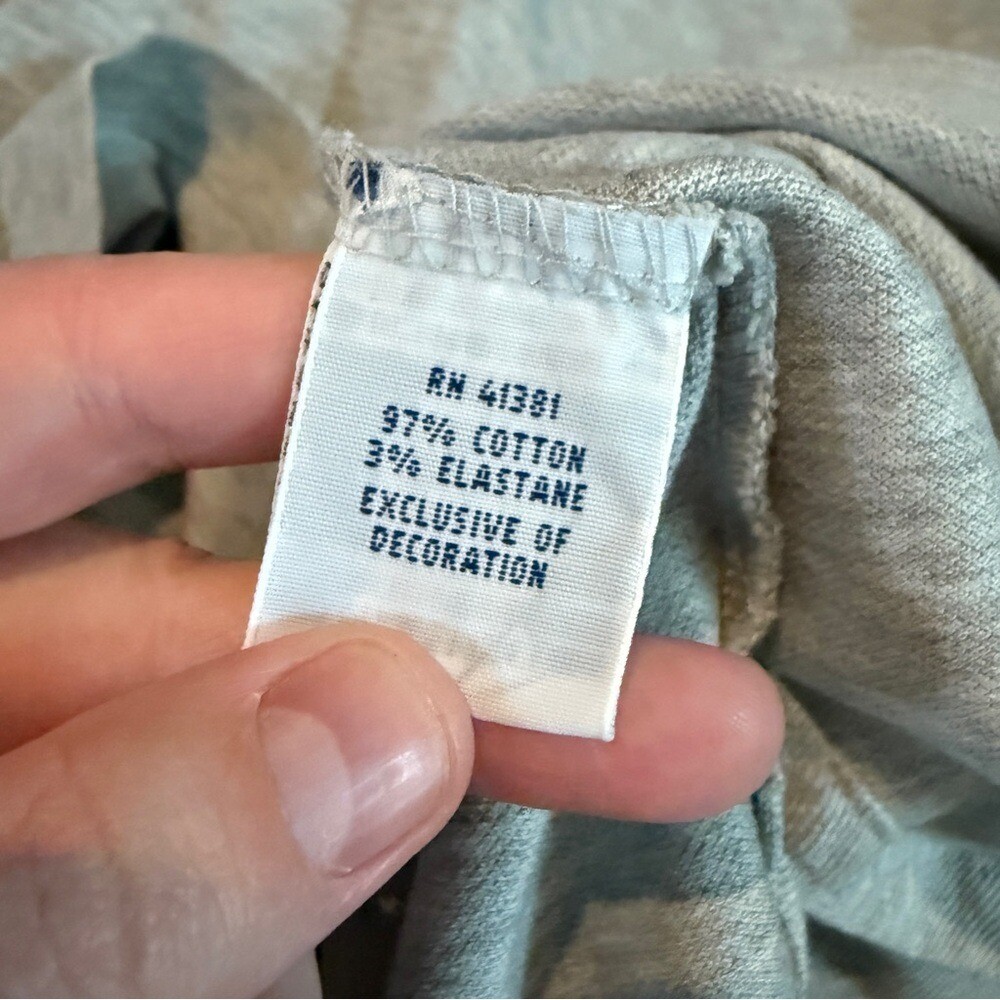 RN 41381
97% COTTON
3% ELASTANE
EXCLUSIVE OF
DECORATION